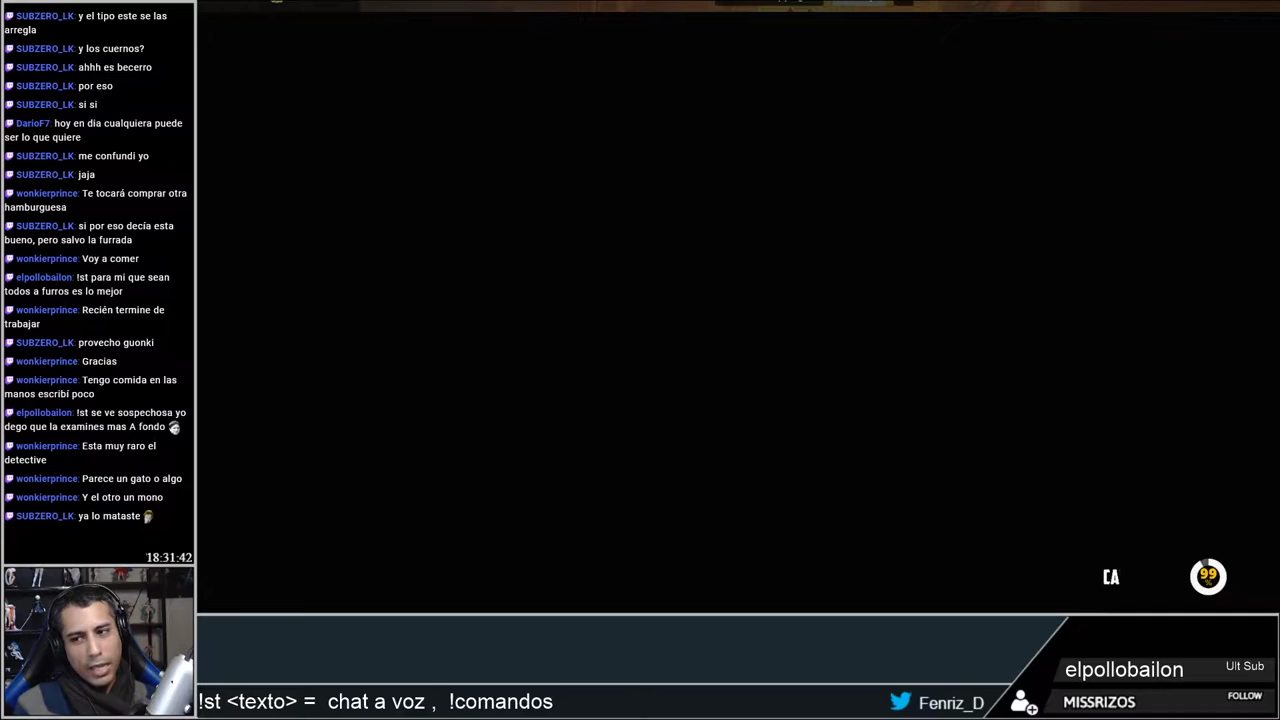 SUBZERO_LK: y el tipo este se las
arregla
SUBZERO_LK: y los cuernos?
SUBZERO_LK: ahhh es becerro
SUBZERO_LK: por eso
SUBZERO_LK: si si
DarioF7: hoy en dia cualquiera puede
ser lo que quiere
SUBZERO_LK: me confundi yo
SUBZERO_LK: jaja
wonkierprince: Te tocará comprar otra
hamburguesa
SUBZERO_LK: si por eso decía esta
bueno, pero salvo la furrada
wonkierprince: Voy a comer
elpollobailon: !st para mi que sean
todos a furros es lo mejor
wonkierprince: Recién termine de
trabajar
SUBZERO_LK: provecho guonki
wonkierprince: Gracias
wonkierprince: Tengo comida en las
manos escribí poco
elpollobailon: !st se ve sospechosa yo
dego que la examines mas A fondo
wonkierprince: Esta muy raro el
detective
wonkierprince: Parece un gato o algo
wonkierprince: Y el otro un mono
SUBZERO_LK: ya lo mataste
18:31:42
CA
99
%
!st <texto> = chat a voz , !comandos
Fenriz_D
elpollobailon
Ult Sub
MISSRIZOS
FOLLOW